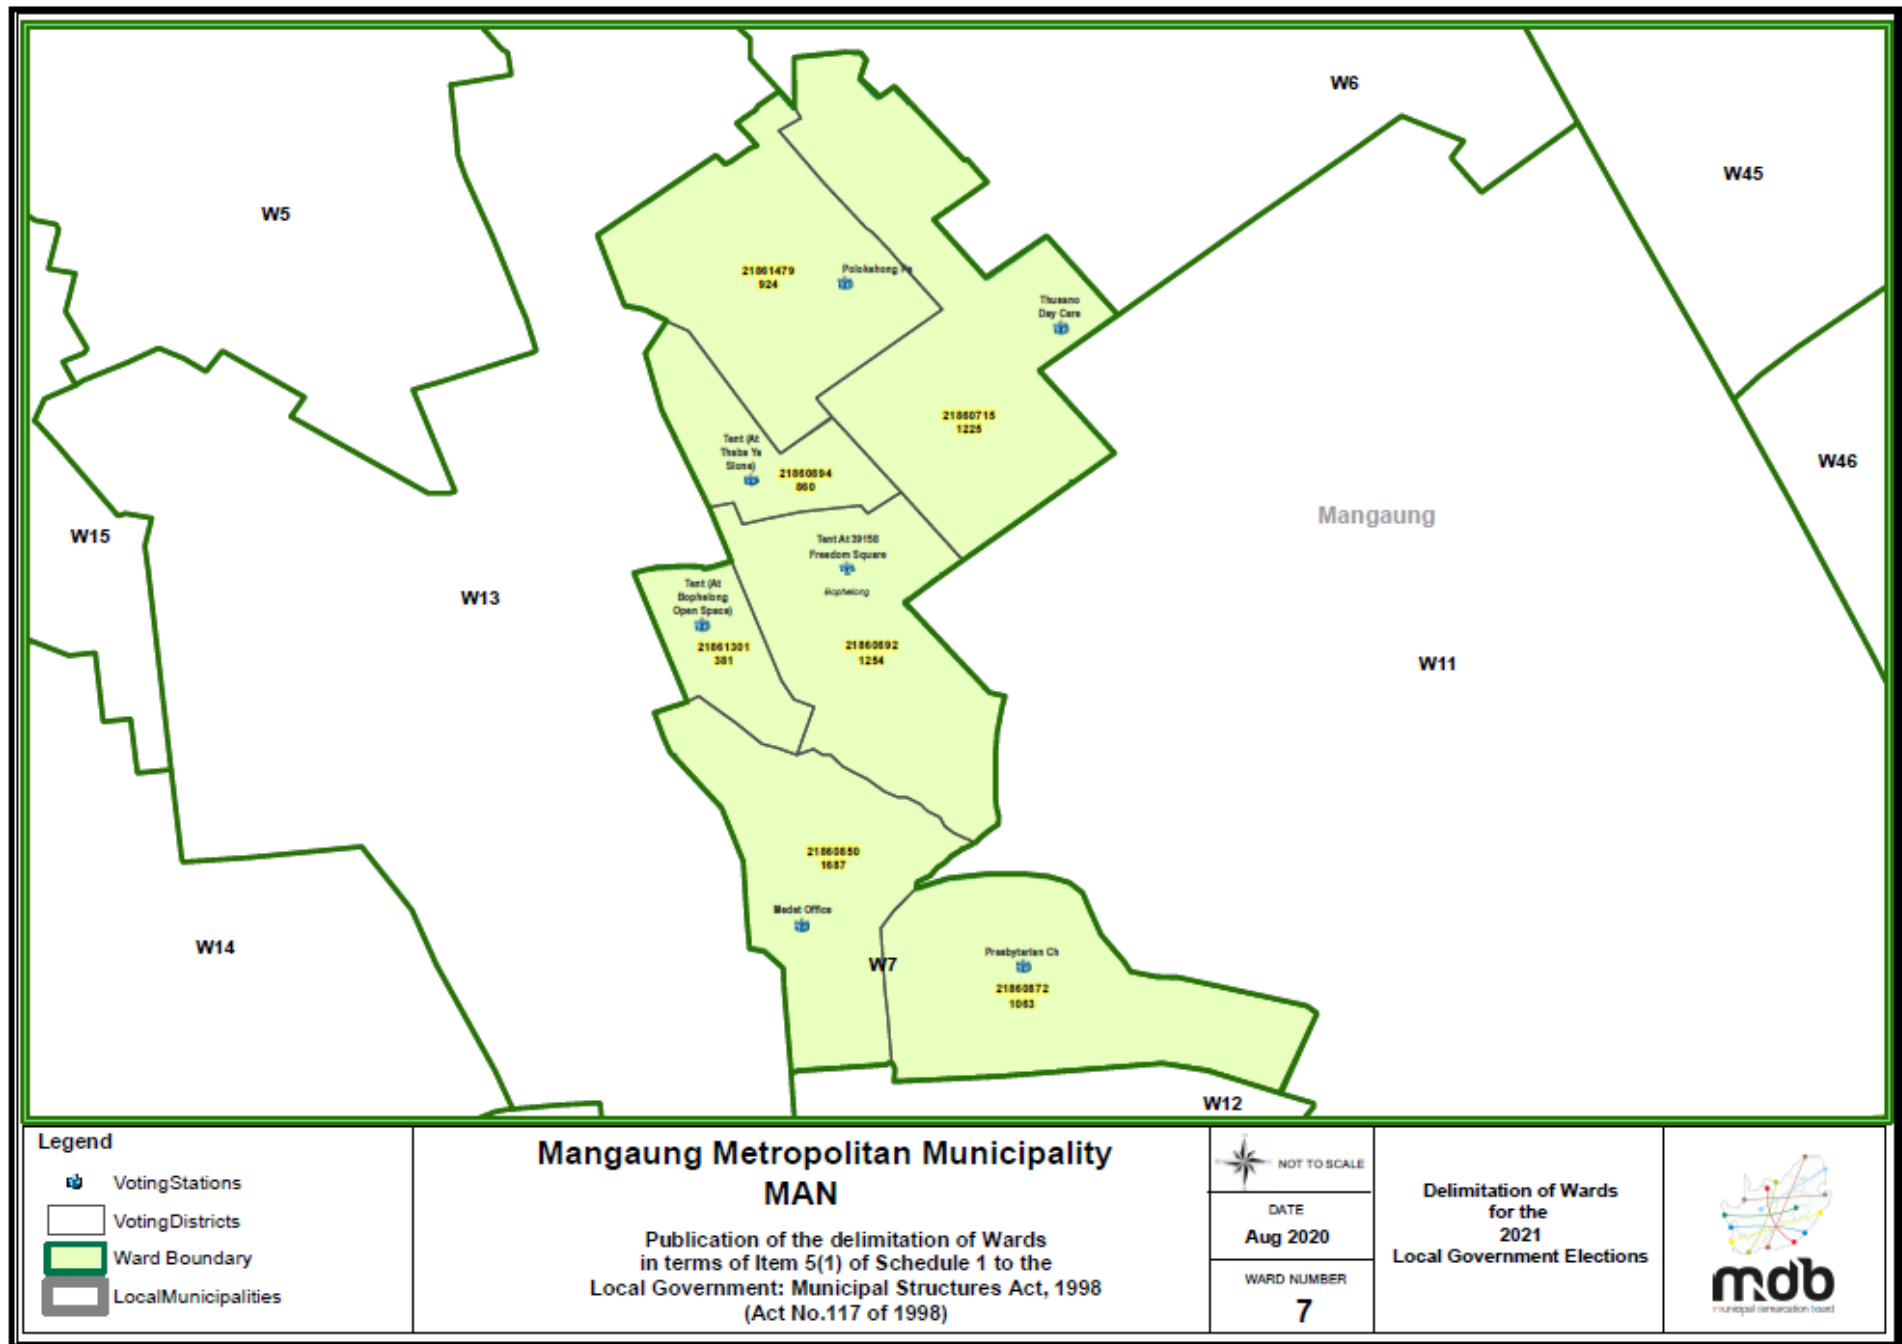 W6
W45
W5
21861479
924
Polokehong Pe
Thusano
Day Care
21860715
1225
Tent (At
Thaba Ya
Sione)
21860894
860
W46
Mangaung
W15
Tent At 39158
Freedom Square
Bophelong
W13
Tent (At
Bophelong
Open Space)
21861301
381
21860692
1254
W11
21860850
1687
Medat Office
W14
W7
Presbyterian Ch
21860872
1063
W12
Legend
VotingStations
VotingDistricts
Ward Boundary
LocalMunicipalities
Mangaung Metropolitan Municipality
MAN
Publication of the delimitation of Wards
in terms of Item 5(1) of Schedule 1 to the
Local Government: Municipal Structures Act, 1998
(Act No.117 of 1998)
NOT TO SCALE
DATE
Aug 2020
WARD NUMBER
7
Delimitation of Wards
for the
2021
Local Government Elections
mdb
municipal demarcation board